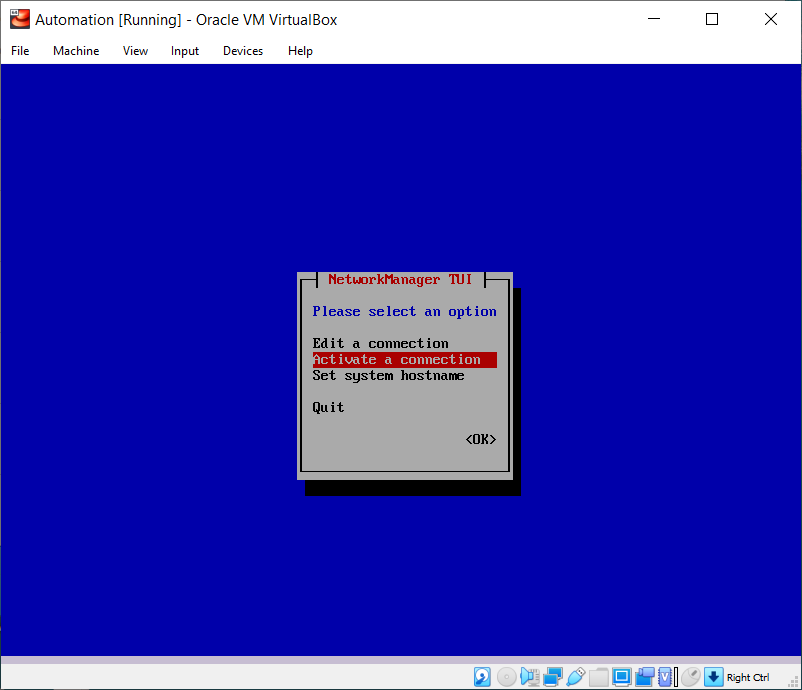 Automation [Running] - Oracle VM VirtualBox
File Machine View Input Devices Help
NetworkManager TUI
Please select an option
Edit a connection
Activate a connection
Set system hostname
Quit
<OK>
Right Ctrl